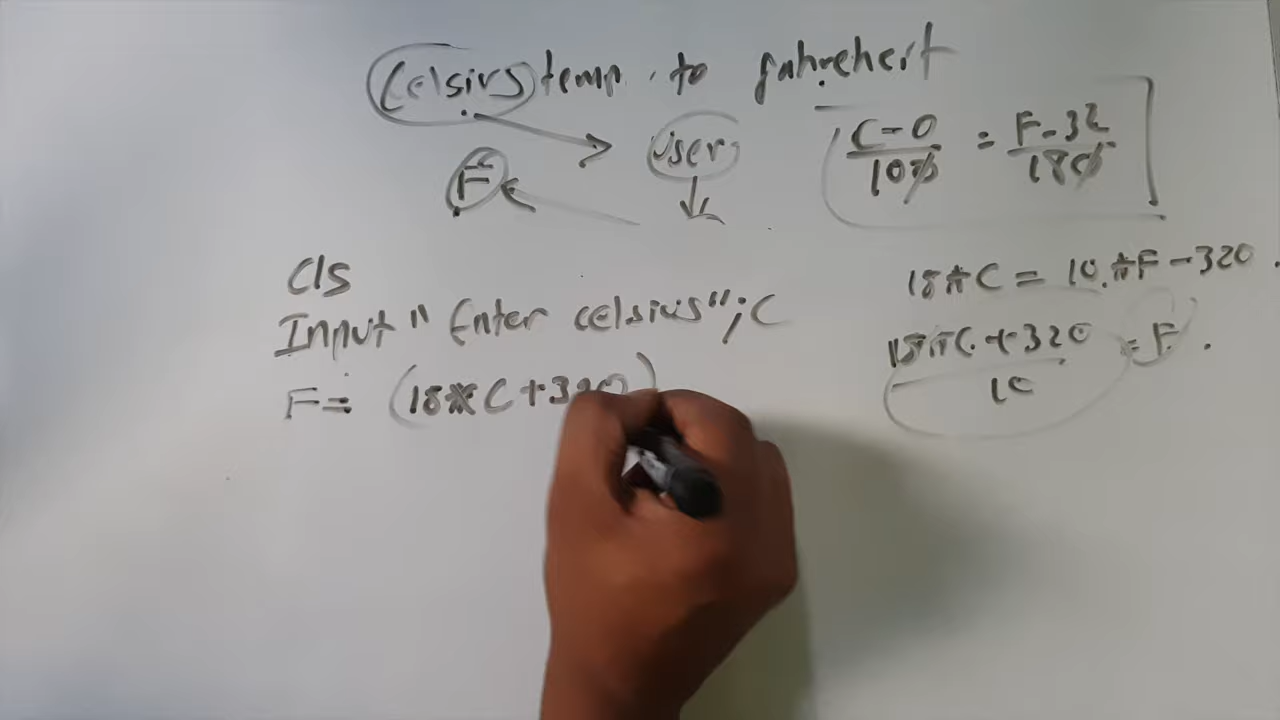 Celsius temp. to fahrehert
User
F
C-0/100 = F-32/180
Cls
Input "Enter celsius"; C
F= (18*C+320)
18*C = 10.*F-320.
18*C+320/10 = F.